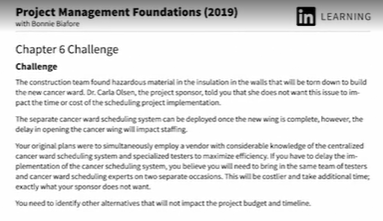 Project Management Foundations (2019)
with Bonnie Biafore
in LEARNING
Chapter 6 Challenge
Challenge
The construction team found hazardous material in the insulation in the walls that will be torn down to build
the new cancer ward. Dr. Carla Olsen, the project sponsor, told you that she does not want this issue to im-
pact the time or cost of the scheduling project implementation.
The separate cancer ward scheduling system can be deployed once the new wing is complete, however, the
delay in opening the cancer wing will impact staffing.
Your original plans were to simultaneously employ a vendor with considerable knowledge of the centralized
cancer ward scheduling system and specialized testers to maximize efficiency. If you have to delay the im-
plementation of the cancer scheduling system, you believe you will need to bring in the same team of testers
and cancer ward scheduling experts on two separate occasions. This will be costlier and take additional time;
exactly what your sponsor does not want.
You need to identify other alternatives that will not impact the project budget and timeline.